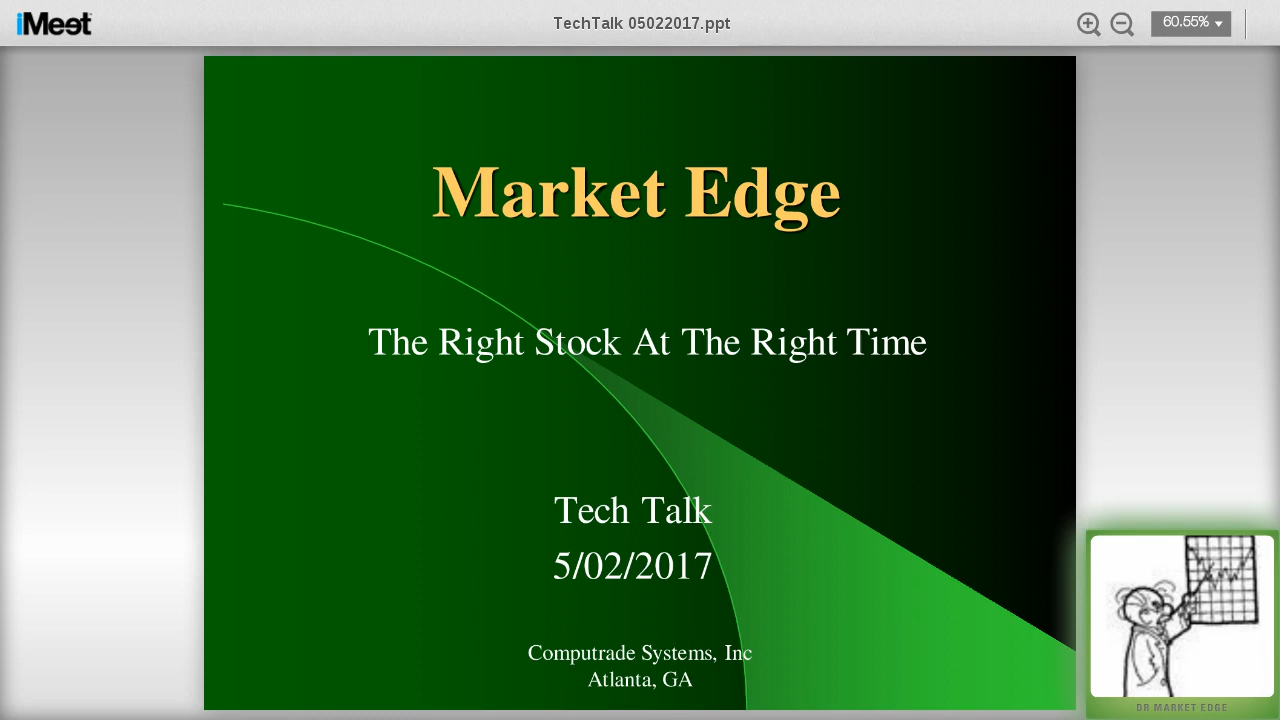 iMeet
TechTalk 05022017.ppt
60.55%
Market Edge
The Right Stock At The Right Time
Tech Talk
5/02/2017
Computrade Systems, Inc
Atlanta, GA
DR MARKET EDGE